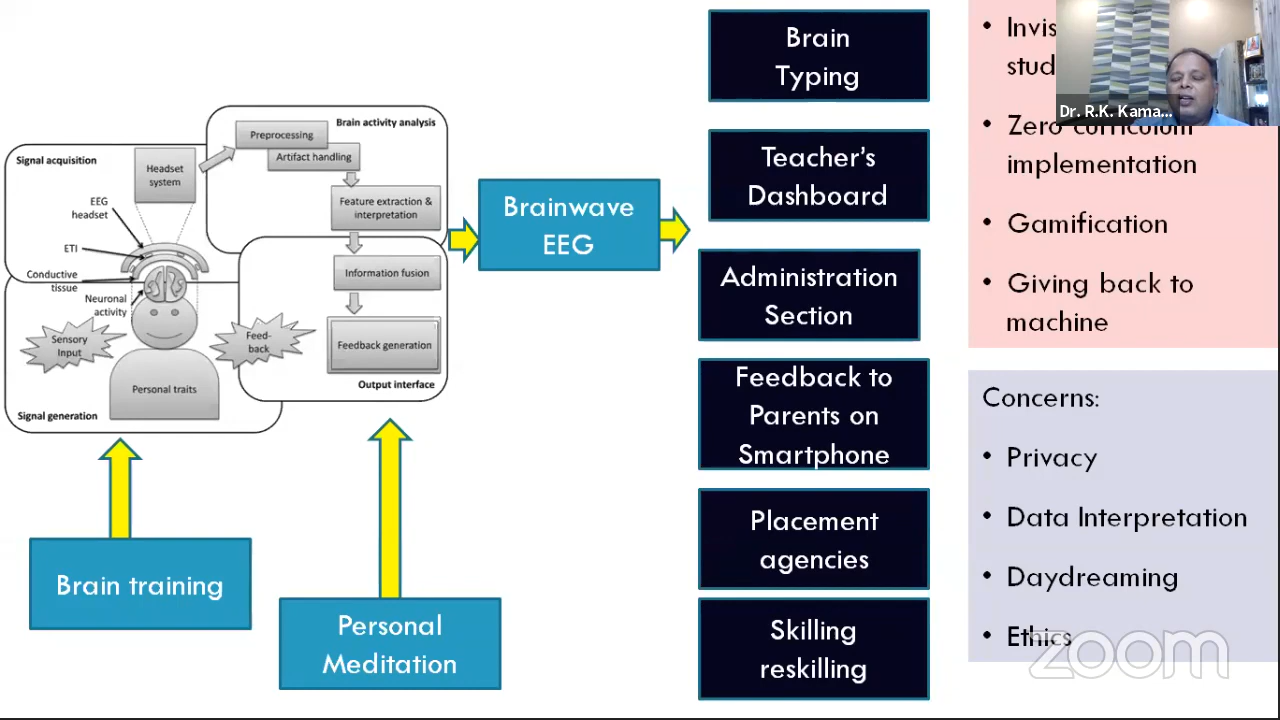 Signal acquisition
Headset
system
EEG
headset
ETI
Conductive
tissue
Neuronal
activity
Sensory
Input
Personal traits
Signal generation
Brain activity analysis
Preprocessing
Artifact handling
Feature extraction &
interpretation
Information fusion
Feed-
back
Feedback generation
Output interface
Brain training
Personal
Meditation
Brainwave
EEG
Brain
Typing
Teacher's
Dashboard
Administration
Section
Feedback to
Parents on
Smartphone
Placement
agencies
Skilling
reskilling
Dr. R.K. Kama...
• Zero curriculum
implementation
• Gamification
• Giving back to
machine
Concerns:
• Privacy
• Data Interpretation
• Daydreaming
• Ethics
zoom